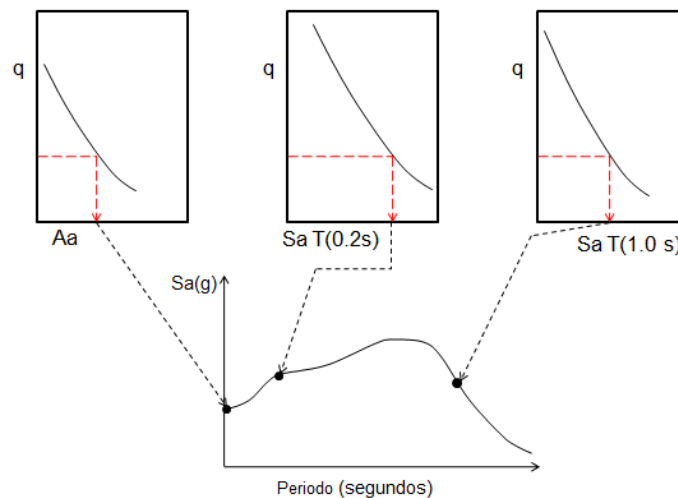 q
q
q
Aa
Sa T(0.2s)
Sa T(1.0 s)
Sa(g)
Periodo (segundos)